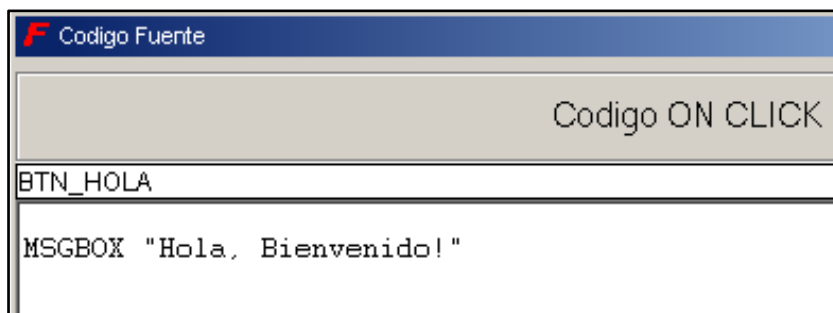 Codigo Fuente
Codigo ON CLICK
BTN_HOLA
MSGBOX "Hola, Bienvenido!"